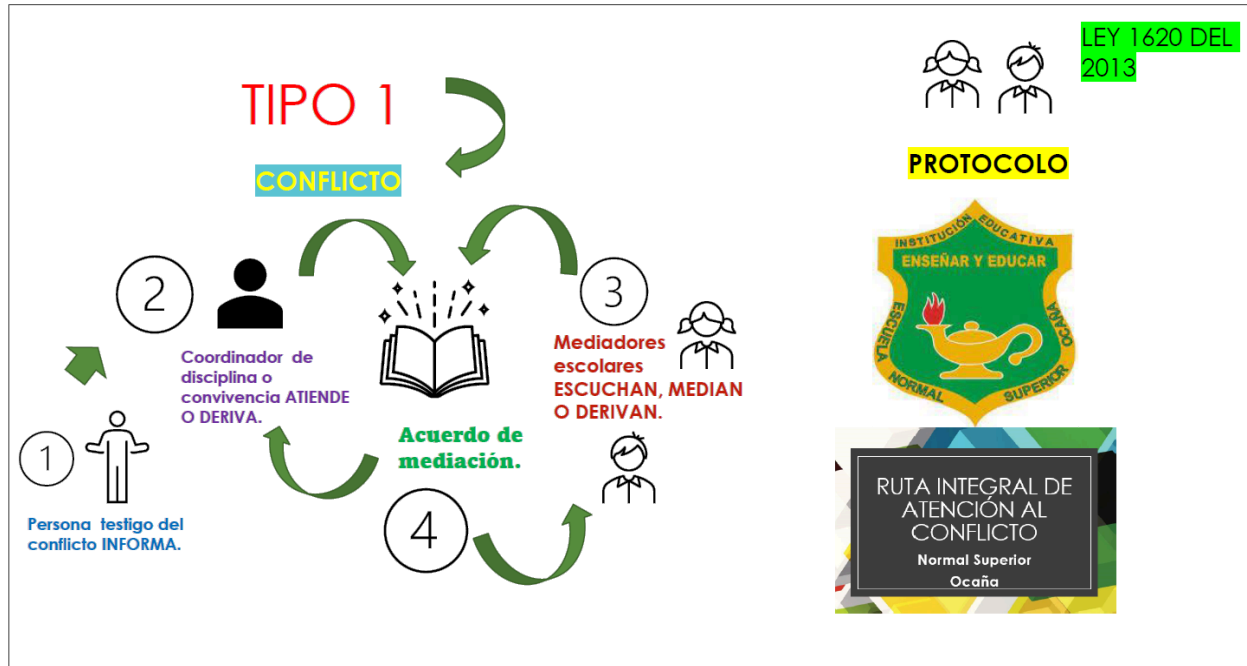 TIPO 1
CONFLICTO
1
Persona testigo del
conflicto INFORMA.
2
Coordinador de
disciplina o
convivencia ATIENDE
O DERIVA.
3
Mediadores
escolares
ESCUCHAN, MEDIAN
O DERIVAN.
Acuerdo de
mediación.
4
LEY 1620 DEL
2013
PROTOCOLO
INSTITUCIÓN EDUCATIVA
ENSEÑAR Y EDUCAR
ESCUELA NORMAL SUPERIOR OCAÑA
RUTA INTEGRAL DE
ATENCIÓN AL
CONFLICTO
Normal Superior
Ocaña